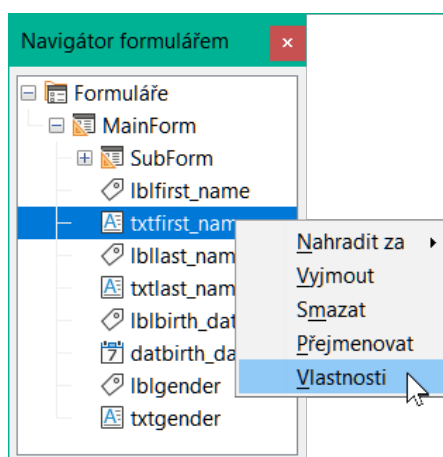 Navigátor formulářem
Formuláře
MainForm
SubForm
lblfirst_name
txtfirst_nam
lbllast_nam
txtlast_nam
lblbirth_dat
datbirth_da
lblgender
txtgender
Nahradit za
Vyjmout
Smazat
Přejmenovat
Vlastnosti